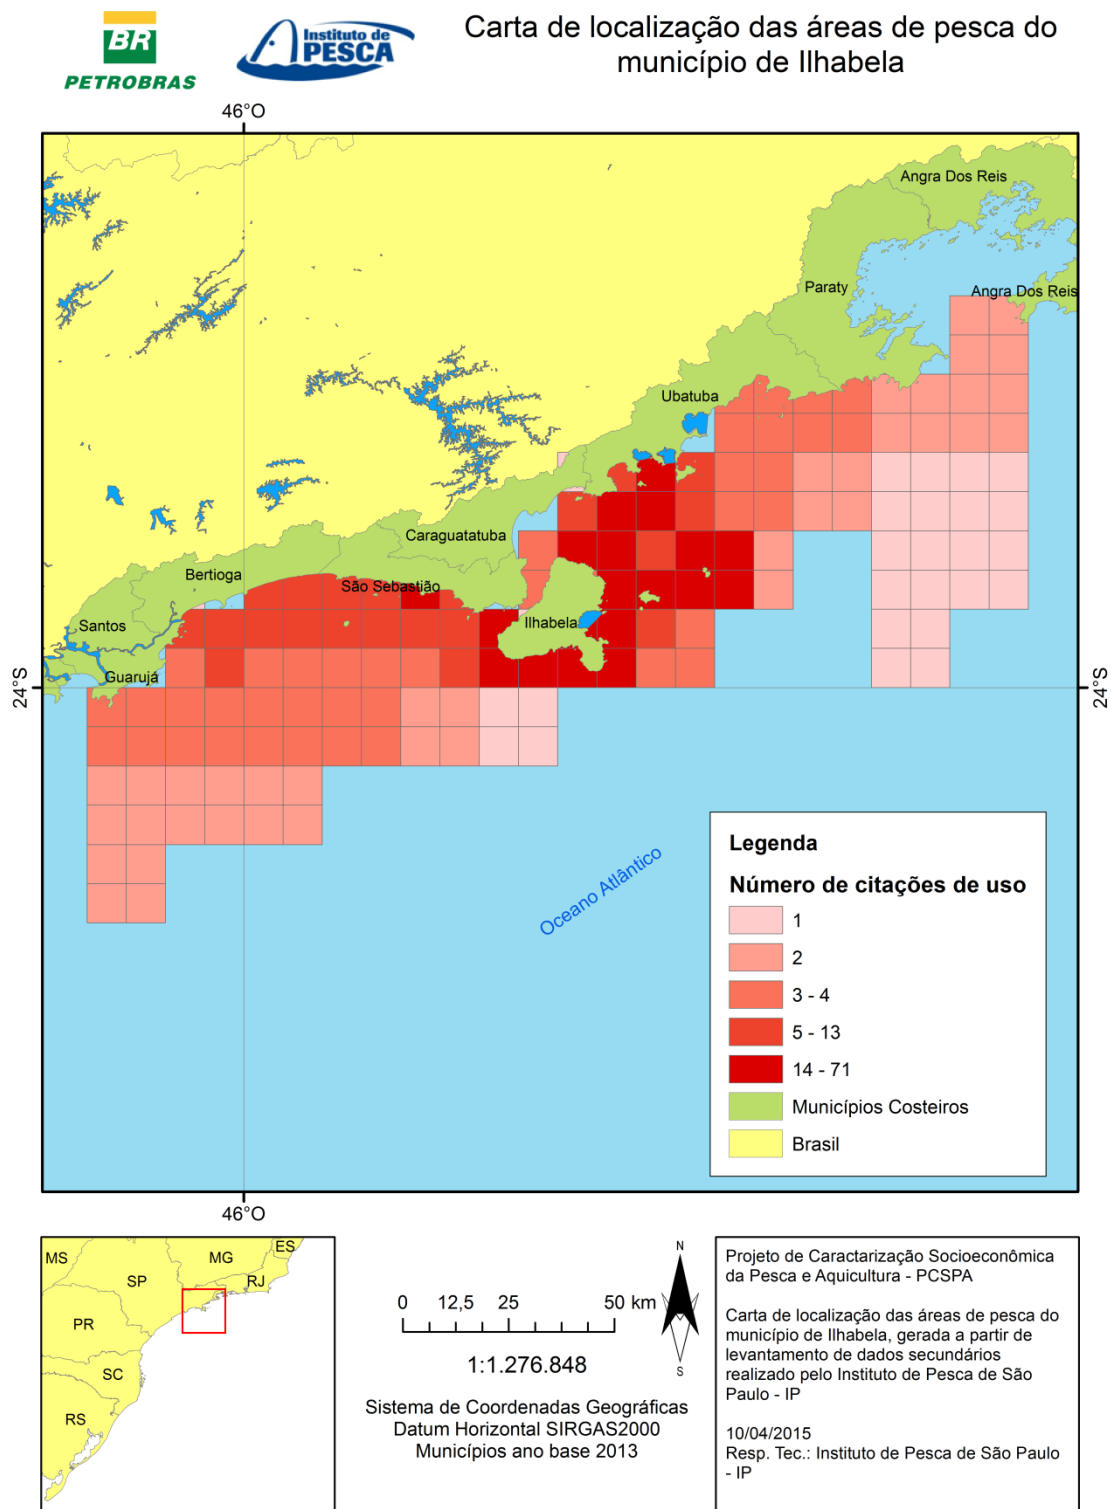 BR
PETROBRAS
Instituto de
PESCA
Carta de localização das áreas de pesca do
município de Ilhabela
46°O
Angra Dos Reis
Paraty
Angra Dos Reis
Ubatuba
Caraguatatuba
Bertioga
São Sebastião
Santos
Ilhabela
Guarujá
24°S
24°S
Oceano Atlântico
Legenda
Número de citações de uso
1
2
3 - 4
5 - 13
14 - 71
Municípios Costeiros
Brasil
46°O
MS
MG
ES
SP
RJ
PR
SC
RS
0 12,5 25 50 km
1:1.276.848
Sistema de Coordenadas Geográficas
Datum Horizontal SIRGAS2000
Municípios ano base 2013
N
S
Projeto de Caractarização Socioeconômica
da Pesca e Aquicultura - PCSPA
Carta de localização das áreas de pesca do
município de Ilhabela, gerada a partir de
levantamento de dados secundários
realizado pelo Instituto de Pesca de São
Paulo - IP
10/04/2015
Resp. Tec.: Instituto de Pesca de São Paulo
- IP